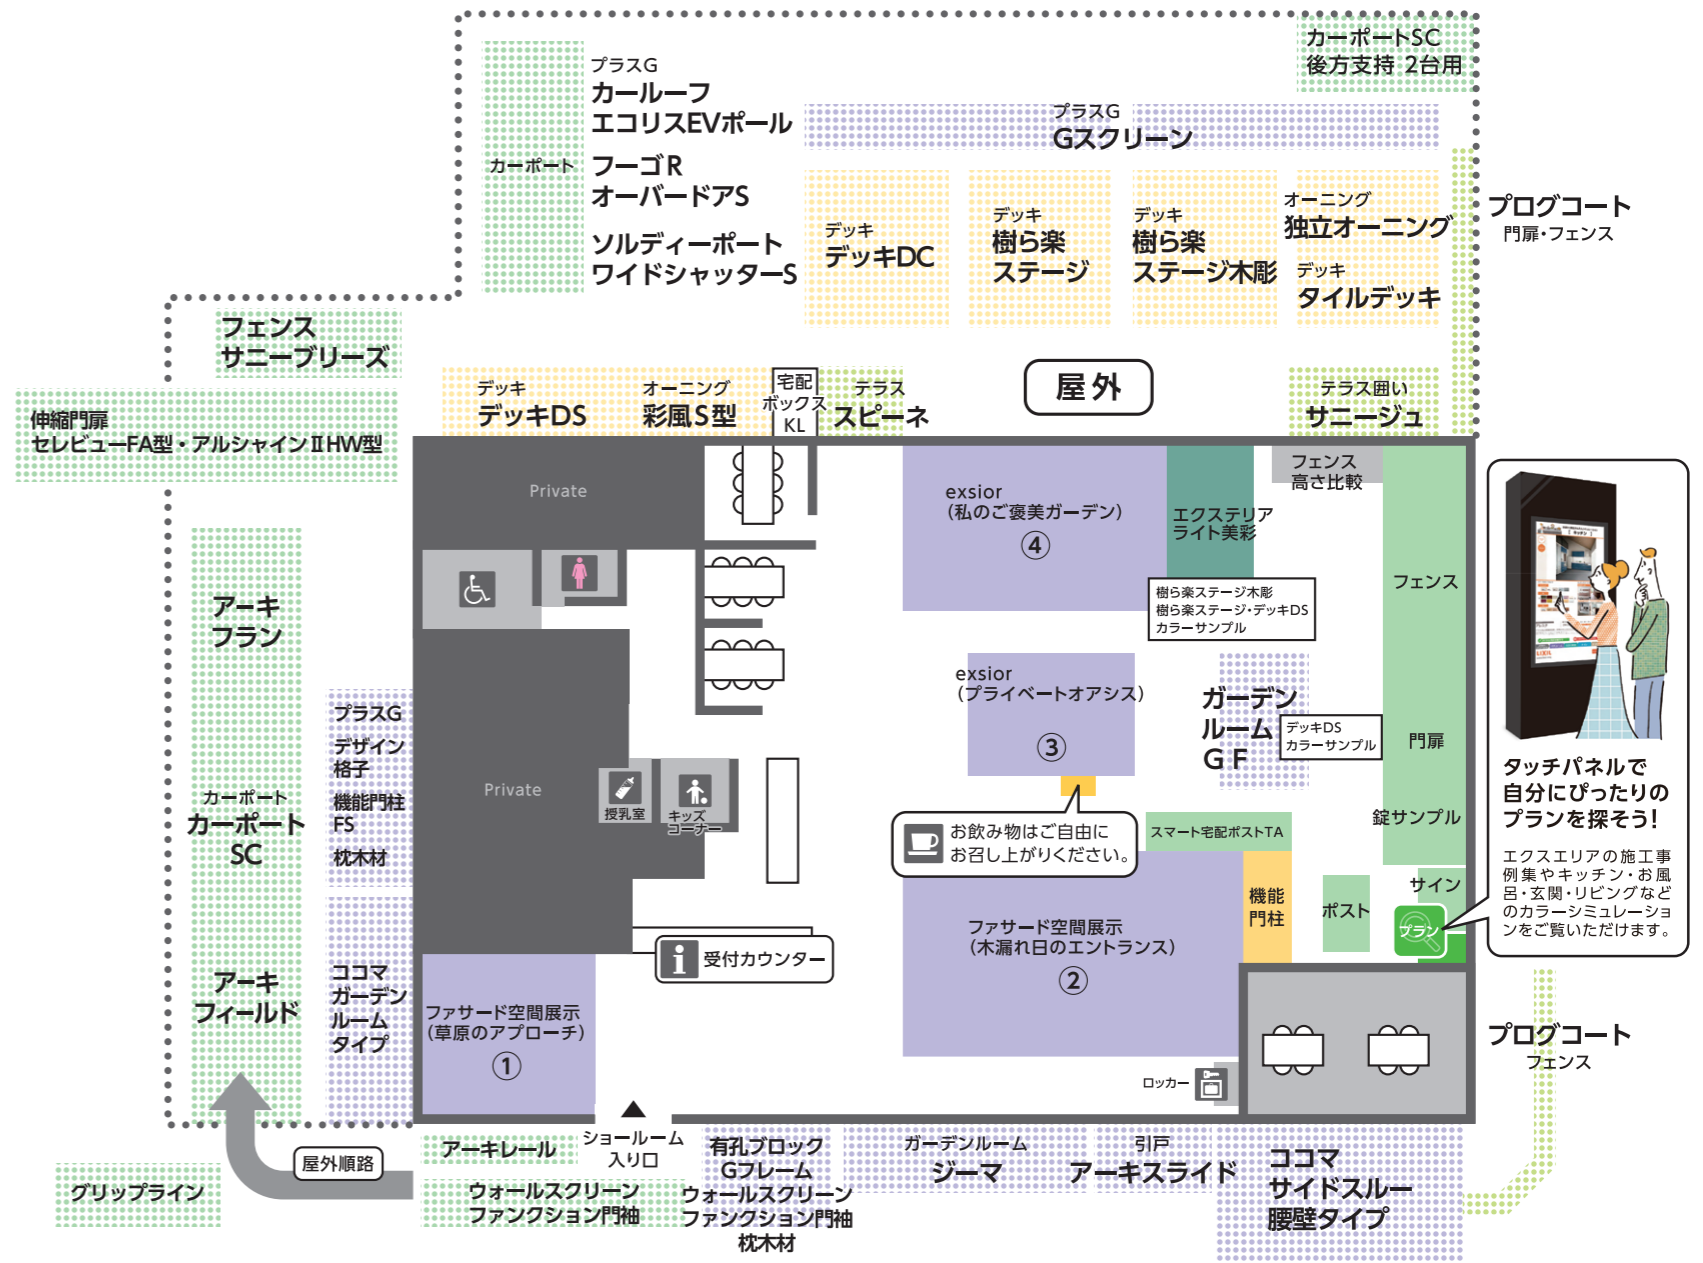 カーポートSC
後方支持 2台用
プラスG
カールーフ
エコリスEVポール
カーポート
フーゴR
オーバードアS
ソルディーポート
ワイドシャッターS
プラスG
Gスクリーン
デッキ
デッキDC
デッキ
樹ら楽
ステージ
デッキ
樹ら楽
ステージ木彫
オーニング
独立オーニング
デッキ
タイルデッキ
プログコート
門扉・フェンス
フェンス
サニーブリーズ
伸縮門扉
セレビューFA型・アルシャインⅡHW型
デッキ
デッキDS
オーニング
彩風S型
宅配
ボックス
KL
テラス
スピーネ
屋外
テラス囲い
サニージュ
Private
exsior
(私のご褒美ガーデン)
④
エクステリア
ライト美彩
フェンス
高さ比較
フェンス
樹ら楽ステージ木彫
樹ら楽ステージ・デッキDS
カラーサンプル
アーキ
フラン
exsior
(プライベートオアシス)
③
ガーデン
ルーム
GF
デッキDS
カラーサンプル
門扉
プラスG
デザイン
格子
機能門柱
FS
枕木材
カーポート
カーポート
SC
Private
授乳室
キッズ
コーナー
お飲み物はご自由に
お召し上がりください。
スマート宅配ポストTA
錠サンプル
タッチパネルで
自分にぴったりの
プランを探そう!
エクスエリアの施工事
例集やキッチン・お風
呂・玄関・リビングなど
のカラーシミュレーショ
ンをご覧いただけます。
機能
門柱
ポスト
サイン
プラン
ファサード空間展示
(木漏れ日のエントランス)
②
受付カウンター
アーキ
フィールド
ココマ
ガーデン
ルーム
タイプ
ファサード空間展示
(草原のアプローチ)
①
プログコート
フェンス
ロッカー
屋外順路
グリップライン
アーキレール
ショールーム
入り口
ウォールスクリーン
ファンクション門袖
有孔ブロック
Gフレーム
ウォールスクリーン
ファンクション門袖
枕木材
ガーデンルーム
ジーマ
引戸
アーキスライド
ココマ
サイドスルー
腰壁タイプ